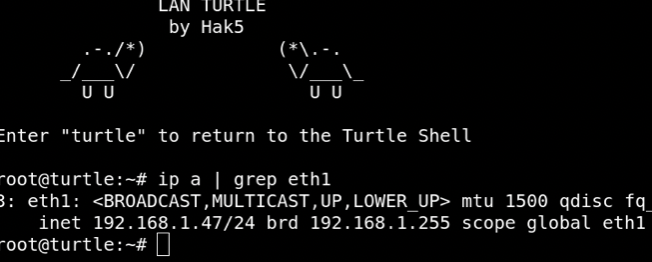 LAN TURTLE
by Hak5
.-./*) (*\.-.
_/___\/ \/___\_
U U U U
Enter "turtle" to return to the Turtle Shell
root@turtle:~# ip a | grep eth1
3: eth1: <BROADCAST,MULTICAST,UP,LOWER_UP> mtu 1500 qdisc fq_
inet 192.168.1.47/24 brd 192.168.1.255 scope global eth1
root@turtle:~#